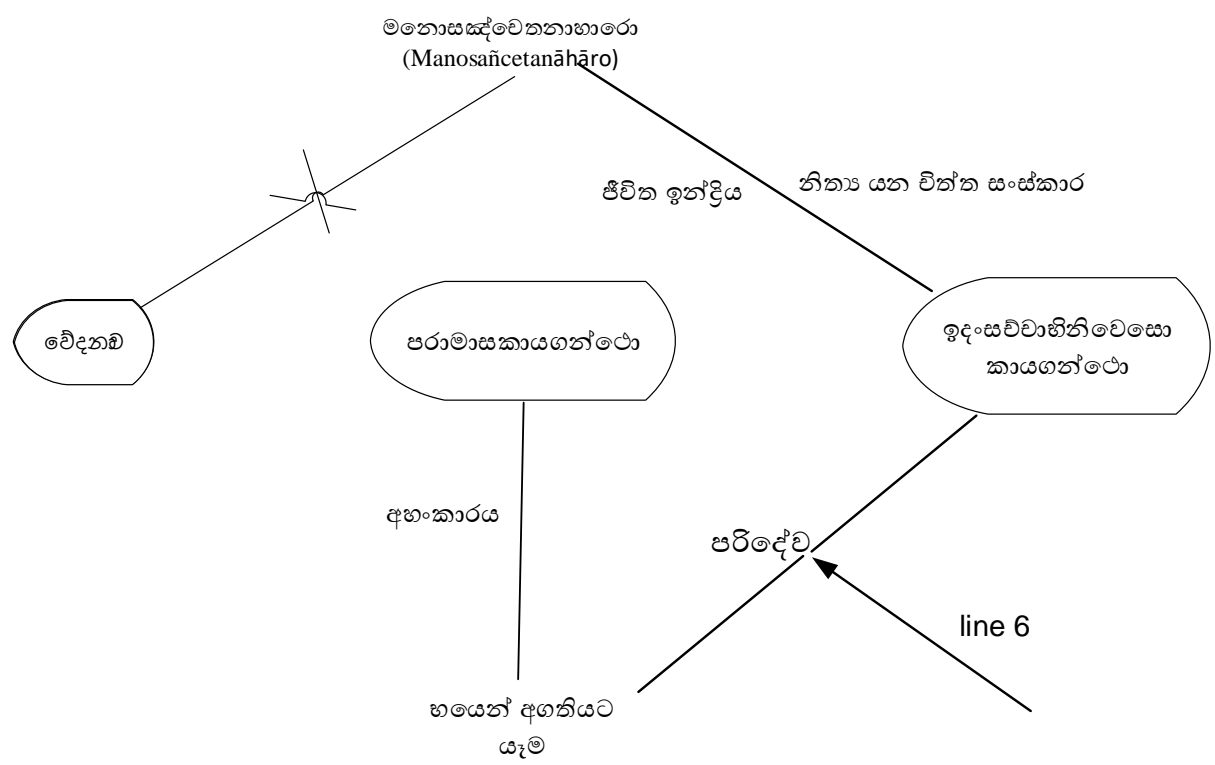 මනොසඤ්චෙතනාහාරො
(Manosañcetanāhāro)
ජීවිත ඉන්ද්‍රිය
නිත්‍ය යන චිත්ත සංස්කාර
වේදනාව
පරාමාසකායගන්ථො
ඉදංසච්චාභිනිවෙසො
කායගන්ථො
අහංකාරය
පරිදේව
line 6
භයෙන් අගතියට
යෑම